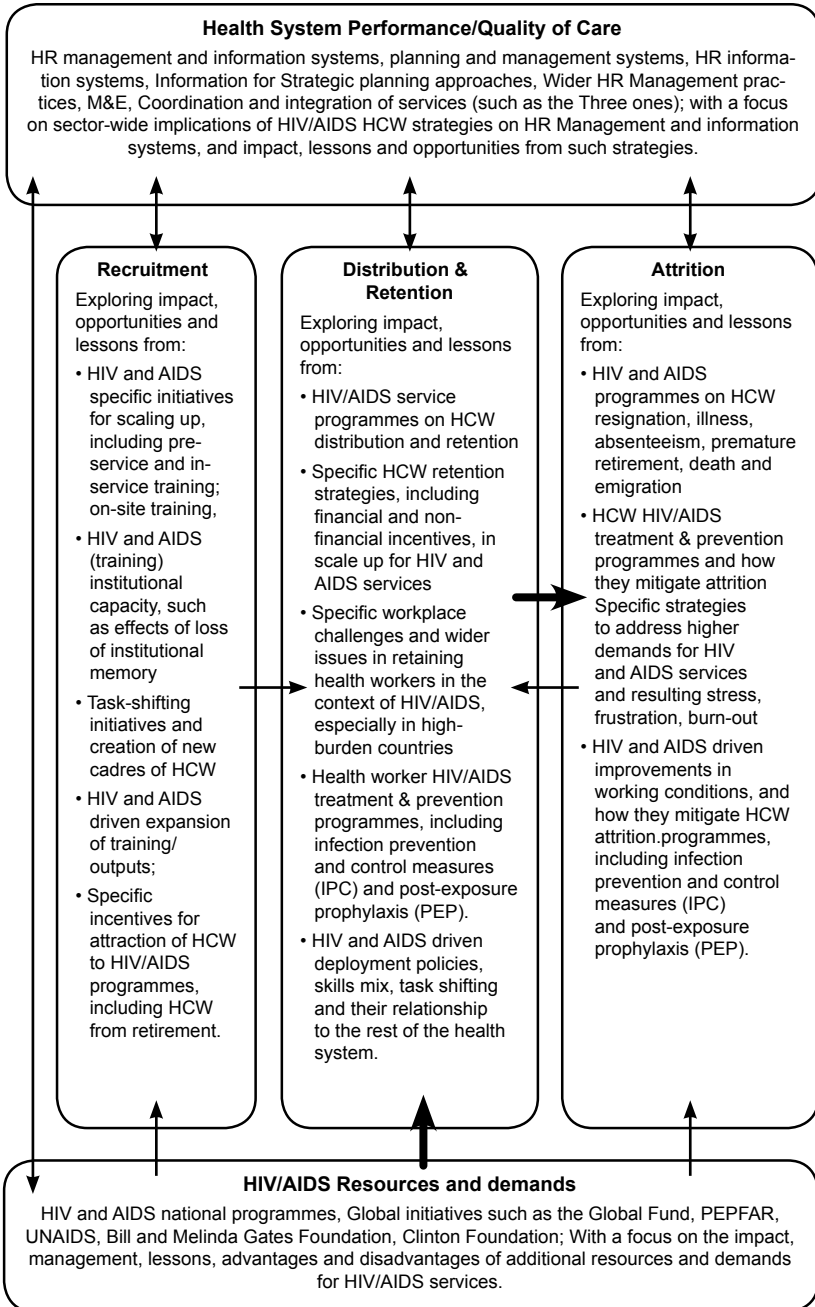 Health System Performance/Quality of Care
HR management and information systems, planning and management systems, HR informa-
tion systems, Information for Strategic planning approaches, Wider HR Management prac-
tices, M&E, Coordination and integration of services (such as the Three ones); with a focus
on sector-wide implications of HIV/AIDS HCW strategies on HR Management and information
systems, and impact, lessons and opportunities from such strategies.
Recruitment
Exploring impact,
opportunities and
lessons from:
• HIV and AIDS
specific initiatives
for scaling up,
including pre-
service and in-
service training;
on-site training,
• HIV and AIDS
(training)
institutional
capacity, such
as effects of loss
of institutional
memory
• Task-shifting
initiatives and
creation of new
cadres of HCW
• HIV and AIDS
driven expansion
of training/
outputs;
• Specific
incentives for
attraction of HCW
to HIV/AIDS
programmes,
including HCW
from retirement.
Distribution &
Retention
Exploring impact,
opportunities and lessons
from:
• HIV/AIDS service
programmes on HCW
distribution and retention
• Specific HCW retention
strategies, including
financial and non-
financial incentives, in
scale up for HIV and
AIDS services
• Specific workplace
challenges and wider
issues in retaining
health workers in the
context of HIV/AIDS,
especially in high-
burden countries
• Health worker HIV/AIDS
treatment & prevention
programmes, including
infection prevention
and control measures
(IPC) and post-exposure
prophylaxis (PEP).
• HIV and AIDS driven
deployment policies,
skills mix, task shifting
and their relationship
to the rest of the health
system.
Attrition
Exploring impact,
opportunities and lessons
from:
• HIV and AIDS
programmes on HCW
resignation, illness,
absenteeism, premature
retirement, death and
emigration
• HCW HIV/AIDS
treatment & prevention
programmes and how
they mitigate attrition
Specific strategies
to address higher
demands for HIV
and AIDS services
and resulting stress,
frustration, burn-out
• HIV and AIDS driven
improvements in
working conditions, and
how they mitigate HCW
attrition.programmes,
including infection
prevention and control
measures (IPC)
and post-exposure
prophylaxis (PEP).
HIV/AIDS Resources and demands
HIV and AIDS national programmes, Global initiatives such as the Global Fund, PEPFAR,
UNAIDS, Bill and Melinda Gates Foundation, Clinton Foundation; With a focus on the impact,
management, lessons, advantages and disadvantages of additional resources and demands
for HIV/AIDS services.